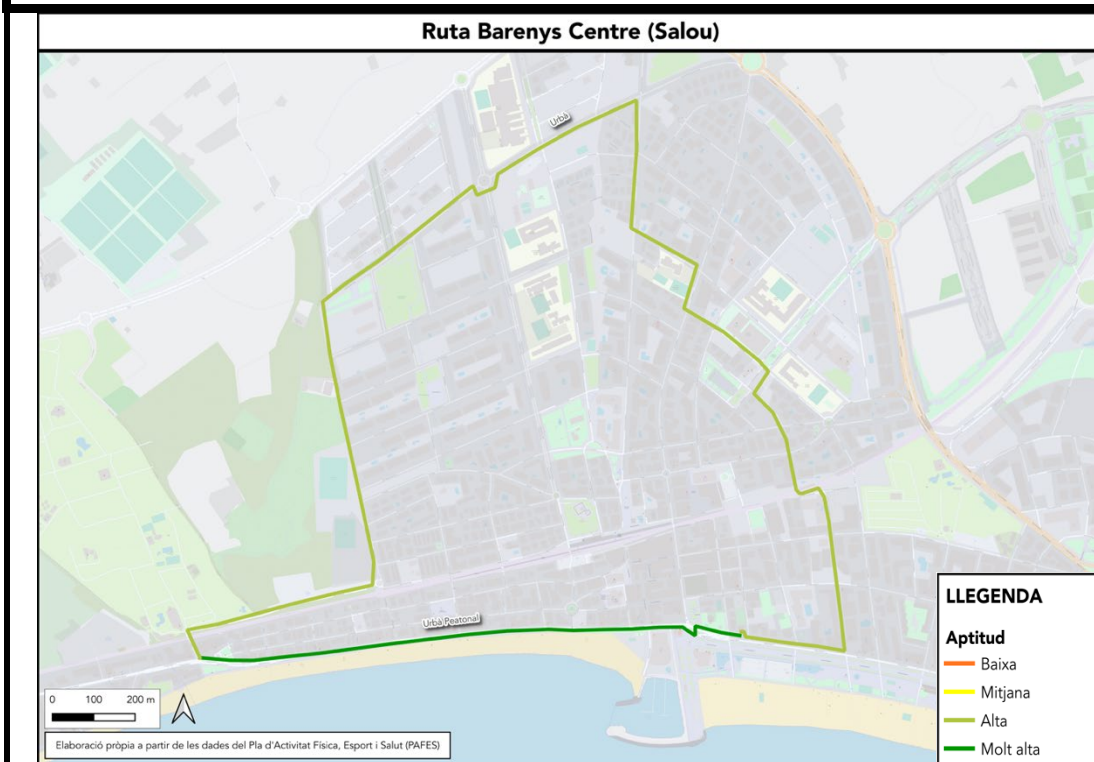 Ruta Barenys Centre (Salou)
Urbà
Urbà Peatonal
LLEGENDA
Aptitud
Baixa
Mitjana
Alta
Molt alta
0 100 200 m
Elaboració pròpia a partir de les dades del Pla d'Activitat Física, Esport i Salut (PAFES)